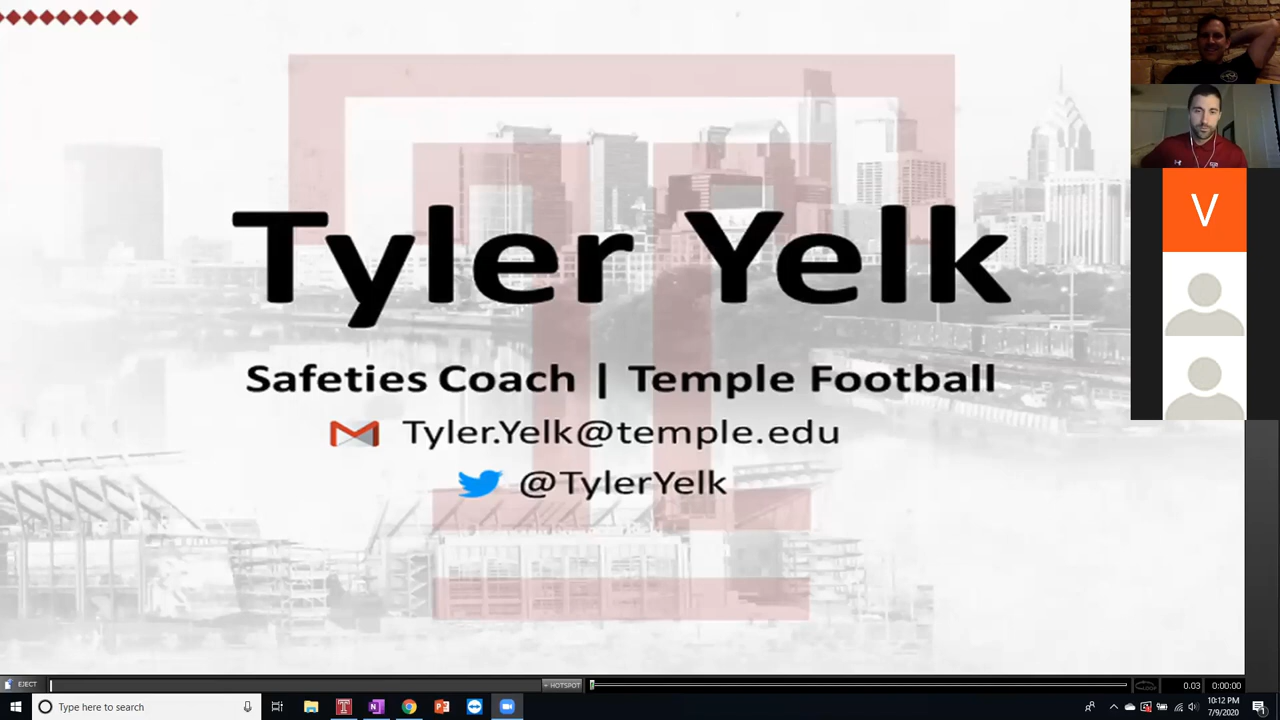 Tyler Yelk
Safeties Coach | Temple Football
Tyler.Yelk@temple.edu
@TylerYelk
V
EJECT
+ HOTSPOT
0.03
0:00:00
Type here to search
10:12 PM
7/9/2020